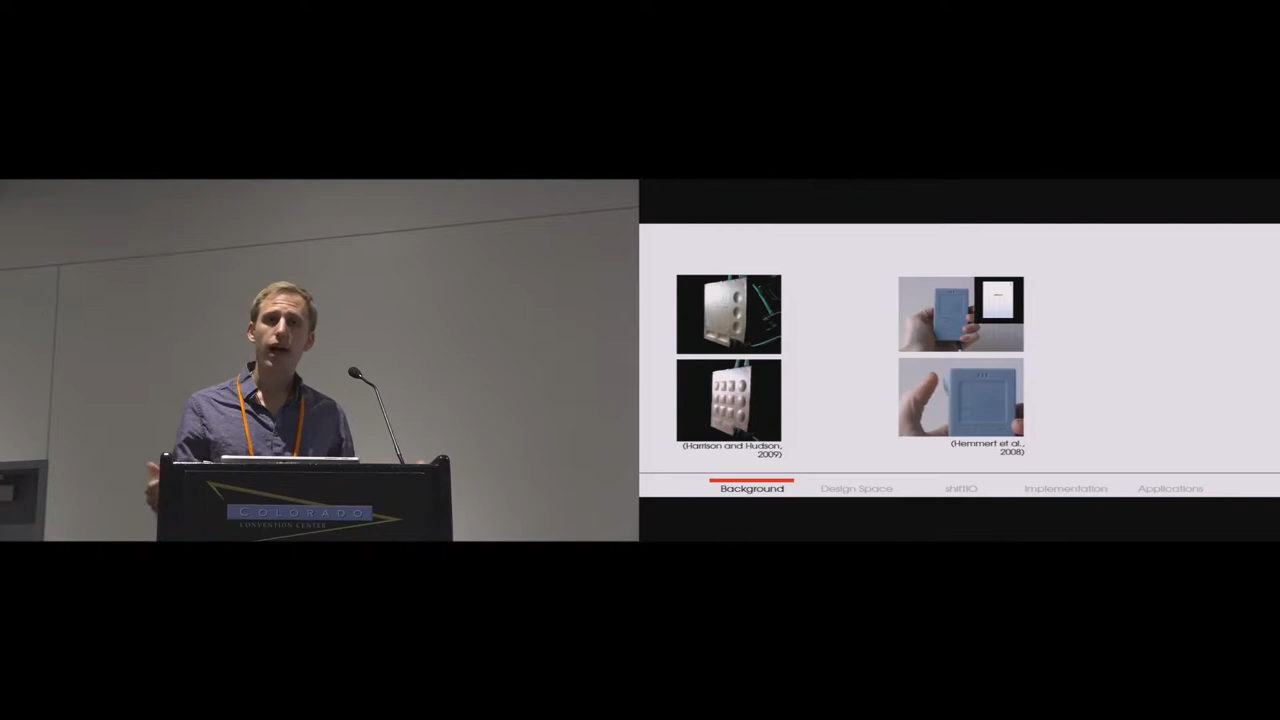 COLORADO
CONVENTION CENTER
(Harrison and Hudson,
2009)
(Hemmert et al.,
2008)
Background
Design Space
shiftIO
Implementation
Applications